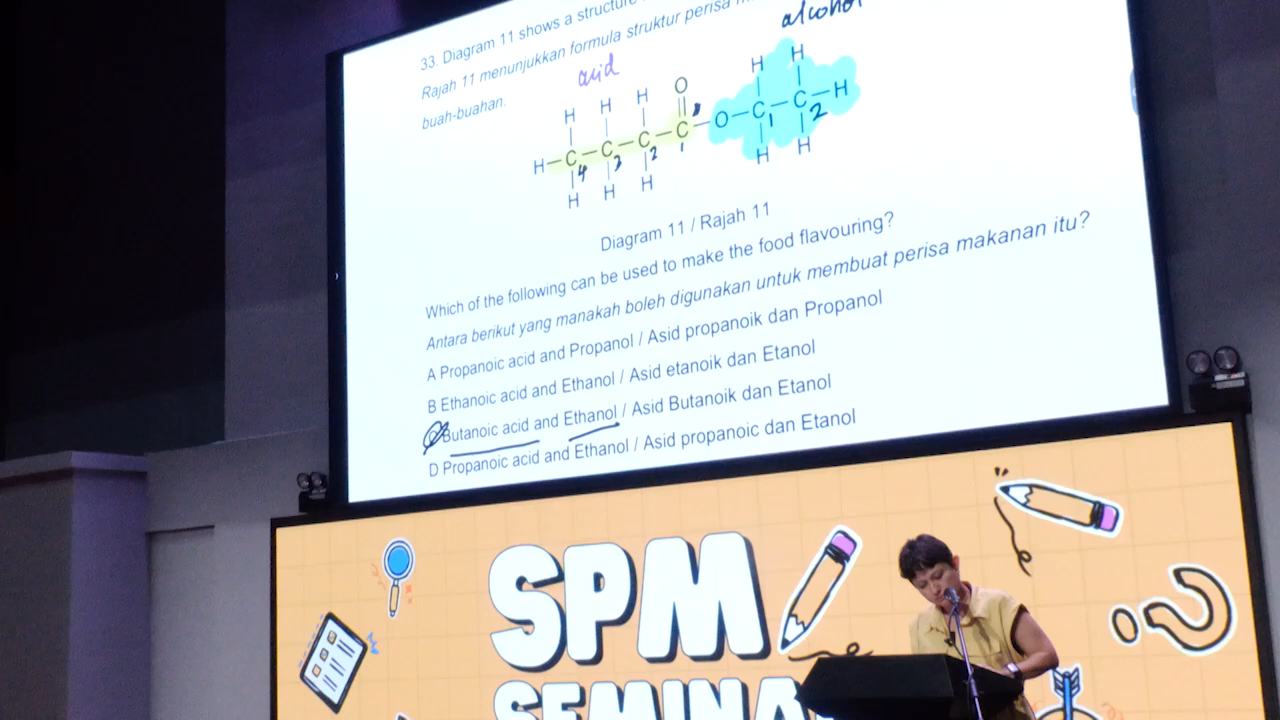 alcohol
33. Diagram 11 shows a structure
Rajah 11 menunjukkan formula struktur perisa
buah-buahan.
acid
H H H O H H
H-C-C-C-C-O-C-C-H
4 3 2 1 1 2
H H H H H
Diagram 11 / Rajah 11
Which of the following can be used to make the food flavouring?
Antara berikut yang manakah boleh digunakan untuk membuat perisa makanan itu?
A Propanoic acid and Propanol / Asid propanoik dan Propanol
B Ethanoic acid and Ethanol / Asid etanoik dan Etanol
C Butanoic acid and Ethanol / Asid Butanoik dan Etanol
D Propanoic acid and Ethanol / Asid propanoic dan Etanol
SPM
SEMINA